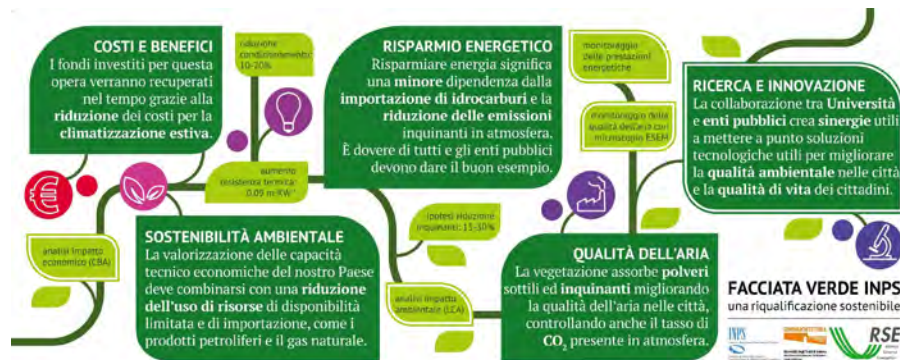 COSTI E BENEFICI
I fondi investiti per questa
opera verranno recuperati
nel tempo grazie alla
riduzione dei costi per la
climatizzazione estiva.
riduzione
condizionamento:
10-20%
RISPARMIO ENERGETICO
Risparmiare energia significa
una minore dipendenza dalla
importazione di idrocarburi e la
riduzione delle emissioni
inquinanti in atmosfera.
È dovere di tutti e gli enti pubblici
devono dare il buon esempio.
monitoraggio
delle prestazioni
energetiche
monitoraggio della
qualità dell'aria con
microscopio ESEM
RICERCA E INNOVAZIONE
La collaborazione tra Università
e enti pubblici crea sinergie utili
a mettere a punto soluzioni
tecnologiche utili per migliorare
la qualità ambientale nelle città
e la qualità di vita dei cittadini.
aumento
resistenza termica:
analisi impatto
economico (CBA)
SOSTENIBILITÀ AMBIENTALE
La valorizzazione delle capacità
tecnico economiche del nostro Paese
deve combinarsi con una riduzione
dell'uso di risorse di disponibilità
limitata e di importazione, come i
prodotti petroliferi e il gas naturale.
ipotesi riduzione
inquinanti: 15-30%
analisi impatto
ambientale (LCA)
QUALITÀ DELL'ARIA
La vegetazione assorbe polveri
sottili ed inquinanti migliorando
la qualità dell'aria nelle città,
controllando anche il tasso di
CO₂ presente in atmosfera.
FACCIATA VERDE INPS
una riqualificazione sostenibile
INPS
RSE